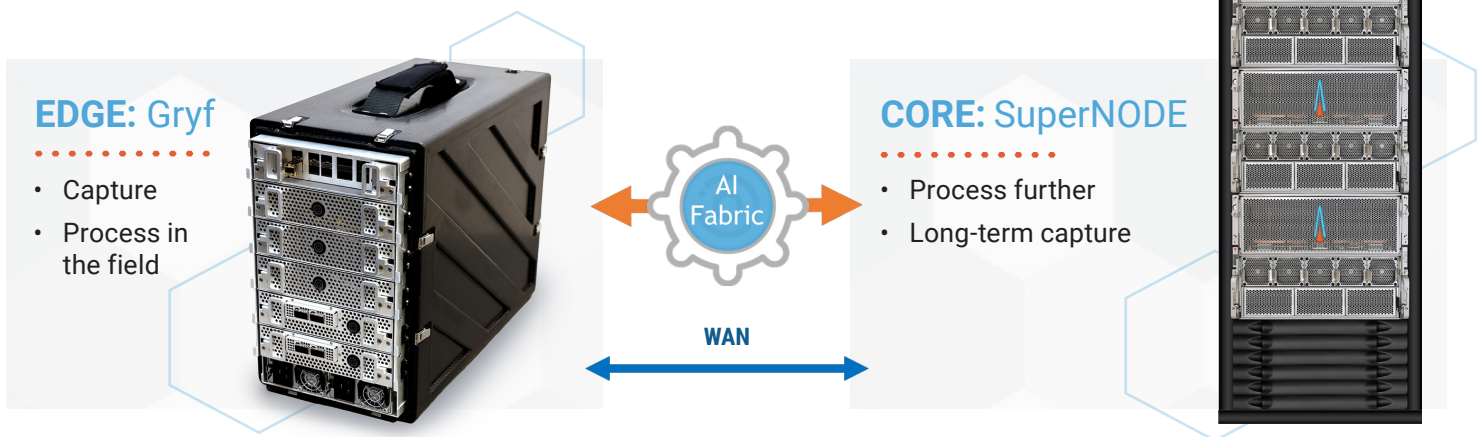 EDGE: Gryf
• Capture
• Process in
the field
AI
Fabric
WAN
CORE: SuperNODE
• Process further
• Long-term capture